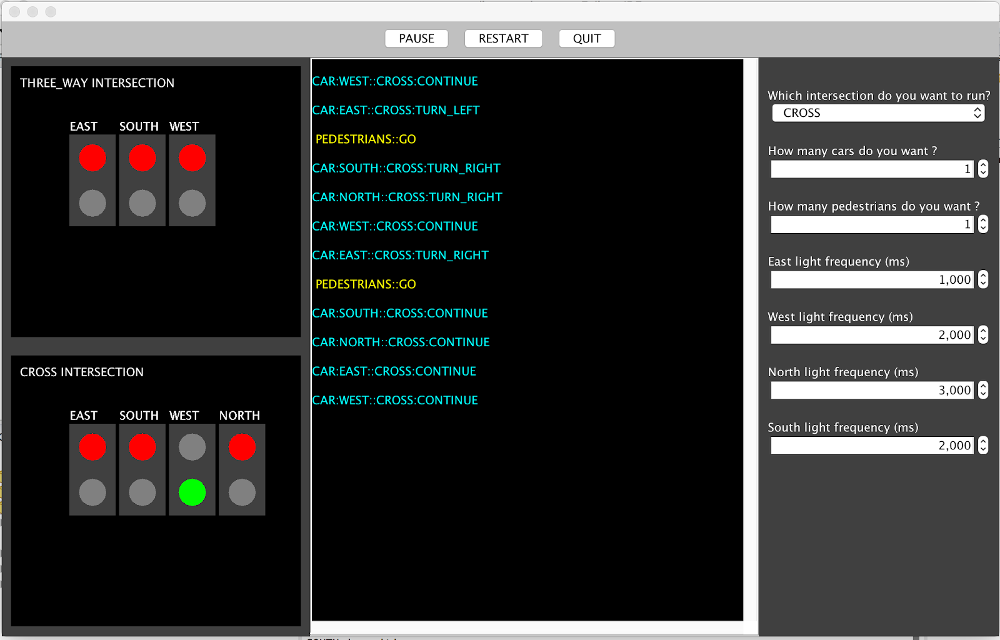 PAUSE RESTART QUIT
THREE_WAY INTERSECTION
EAST SOUTH WEST
CROSS INTERSECTION
EAST SOUTH WEST NORTH
CAR:WEST::CROSS:CONTINUE
CAR:EAST::CROSS:TURN_LEFT
PEDESTRIANS::GO
CAR:SOUTH::CROSS:TURN_RIGHT
CAR:NORTH::CROSS:TURN_RIGHT
CAR:WEST::CROSS:CONTINUE
CAR:EAST::CROSS:TURN_RIGHT
PEDESTRIANS::GO
CAR:SOUTH::CROSS:CONTINUE
CAR:NORTH::CROSS:CONTINUE
CAR:EAST::CROSS:CONTINUE
CAR:WEST::CROSS:CONTINUE
Which intersection do you want to run?
CROSS
How many cars do you want ?
1
How many pedestrians do you want ?
1
East light frequency (ms)
1,000
West light frequency (ms)
2,000
North light frequency (ms)
3,000
South light frequency (ms)
2,000